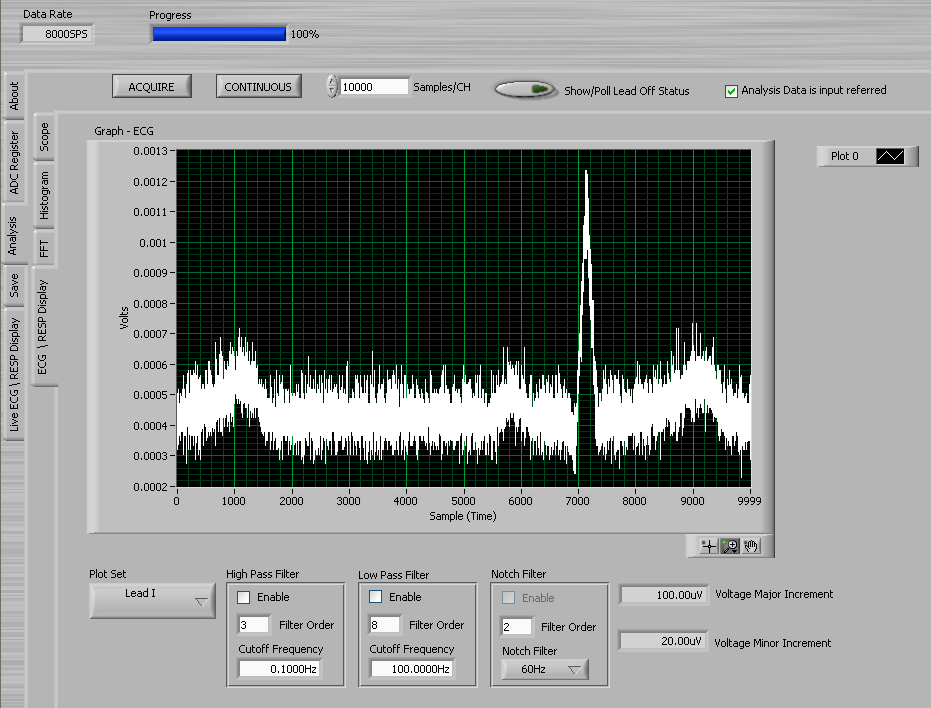 Data Rate
8000SPS
Progress
100%
ACQUIRE
CONTINUOUS
10000
Samples/CH
Show/Poll Lead Off Status
Analysis Data is input referred
About
ADC Register
Analysis
Save
Live ECG \ RESP Display
Scope
Histogram
FFT
ECG \ RESP Display
Graph - ECG
Plot 0
Volts
0.0013
0.0012
0.0011
0.001
0.0009
0.0008
0.0007
0.0006
0.0005
0.0004
0.0003
0.0002
0 1000 2000 3000 4000 5000 6000 7000 8000 9000 9999
Sample (Time)
Plot Set
Lead I
High Pass Filter
Enable
3 Filter Order
Cutoff Frequency
0.1000Hz
Low Pass Filter
Enable
8 Filter Order
Cutoff Frequency
100.0000Hz
Notch Filter
Enable
2 Filter Order
Notch Filter
60Hz
100.00uV Voltage Major Increment
20.00uV Voltage Minor Increment